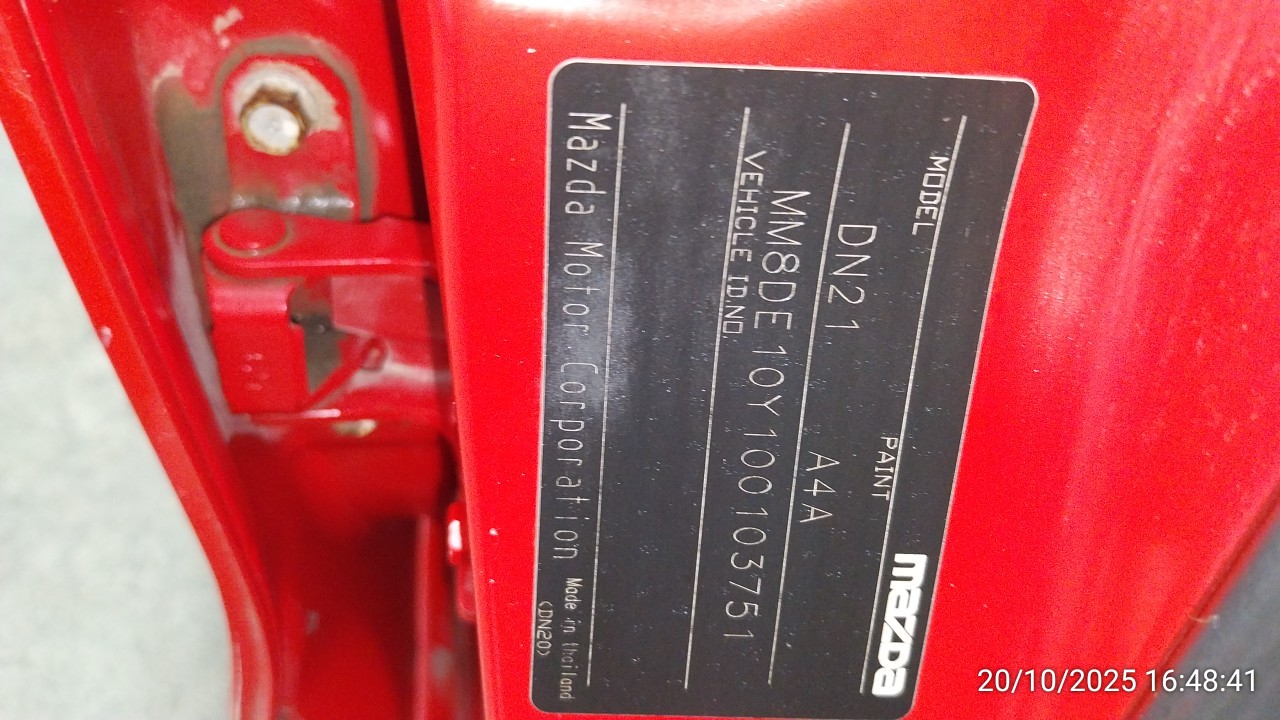 mazda
MODEL PAINT
DN21 A4A
MM8DE10Y100103751
VEHICLE ID.NO.
Mazda Motor Corporation Made in thailand
<DN20>
20/10/2025 16:48:41